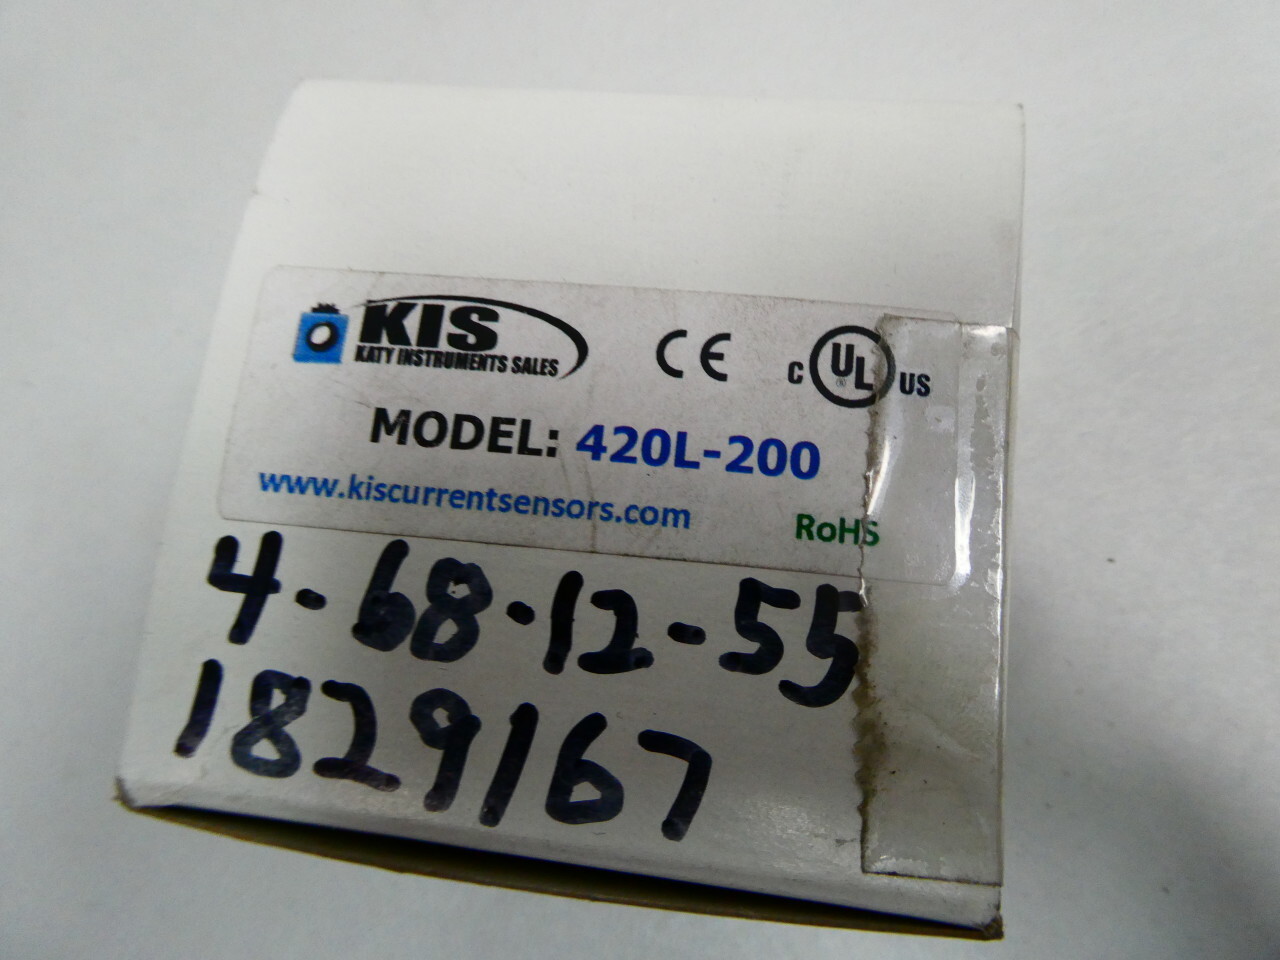 KIS
KATY INSTRUMENTS SALES
CE
C UL US
MODEL: 420L-200
www.kiscurrentsensors.com
RoHS
4-68-12-55
1829167